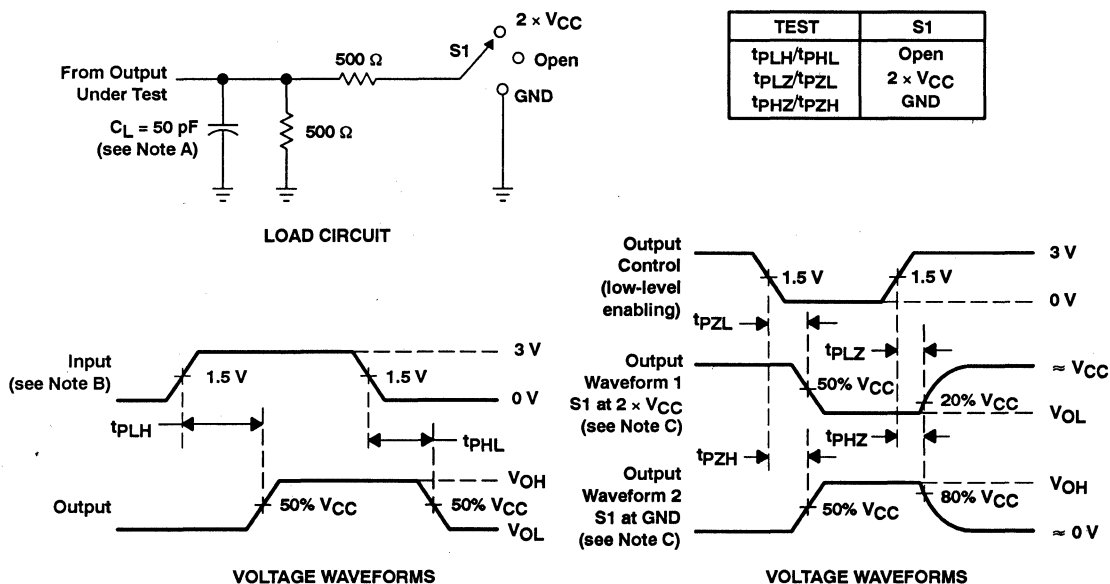 2 × VCC
S1
Open
GND
500 Ω
From Output
Under Test
CL = 50 pF
(see Note A)
500 Ω
LOAD CIRCUIT
TEST S1
tPLH/tPHL Open
tPLZ/tPZL 2 × VCC
tPHZ/tPZH GND
Input
(see Note B)
1.5 V
1.5 V
3 V
0 V
tPLH
tPHL
Output
50% VCC
50% VCC
VOH
VOL
VOLTAGE WAVEFORMS
Output
Control
(low-level
enabling)
1.5 V
1.5 V
3 V
0 V
tPZL
tPLZ
Output
Waveform 1
S1 at 2 × VCC
(see Note C)
50% VCC
20% VCC
≈ VCC
VOL
tPZH
tPHZ
Output
Waveform 2
S1 at GND
(see Note C)
50% VCC
80% VCC
VOH
≈ 0 V
VOLTAGE WAVEFORMS